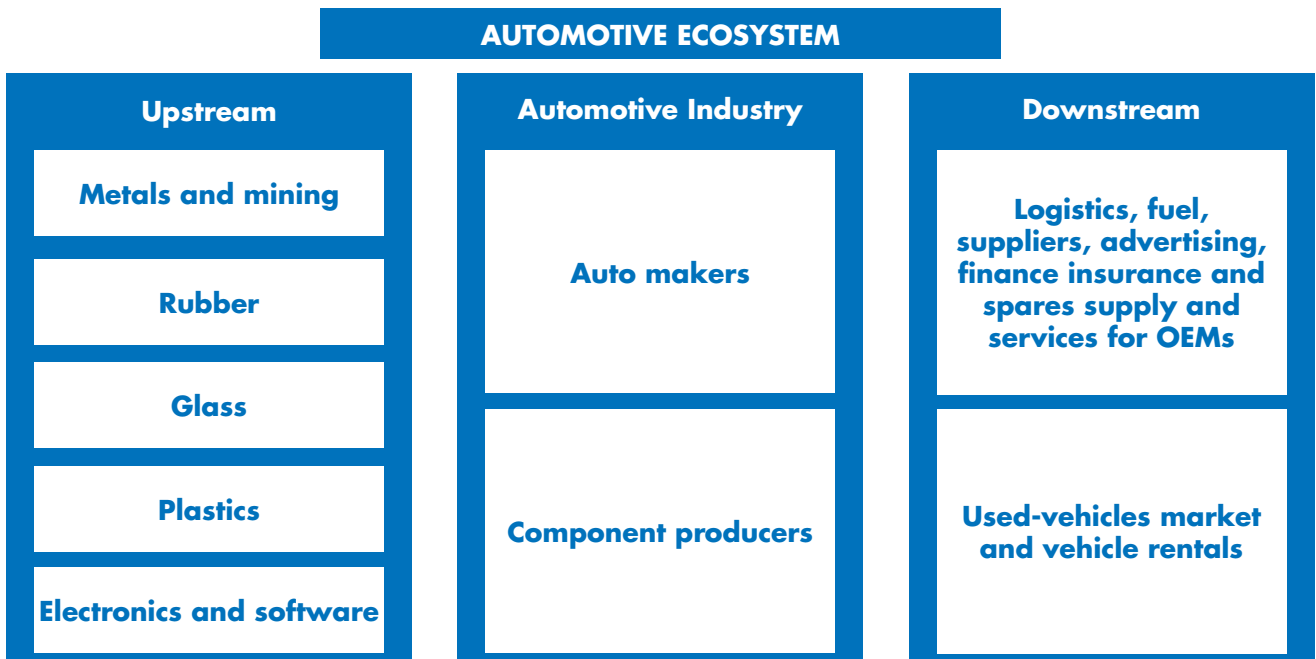 AUTOMOTIVE ECOSYSTEM
Upstream
Metals and mining
Rubber
Glass
Plastics
Electronics and software
Automotive Industry
Auto makers
Component producers
Downstream
Logistics, fuel,
suppliers, advertising,
finance insurance and
spares supply and
services for OEMs
Used-vehicles market
and vehicle rentals